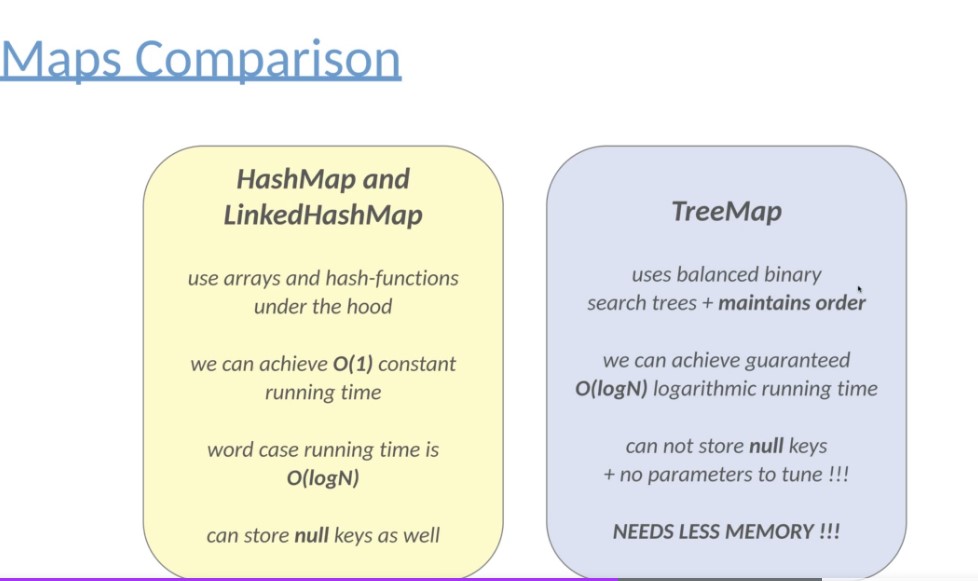 Maps Comparison
HashMap and
LinkedHashMap
use arrays and hash-functions
under the hood
we can achieve O(1) constant
running time
word case running time is
O(logN)
can store null keys as well
TreeMap
uses balanced binary
search trees + maintains order
we can achieve guaranteed
O(logN) logarithmic running time
can not store null keys
+ no parameters to tune !!!
NEEDS LESS MEMORY !!!